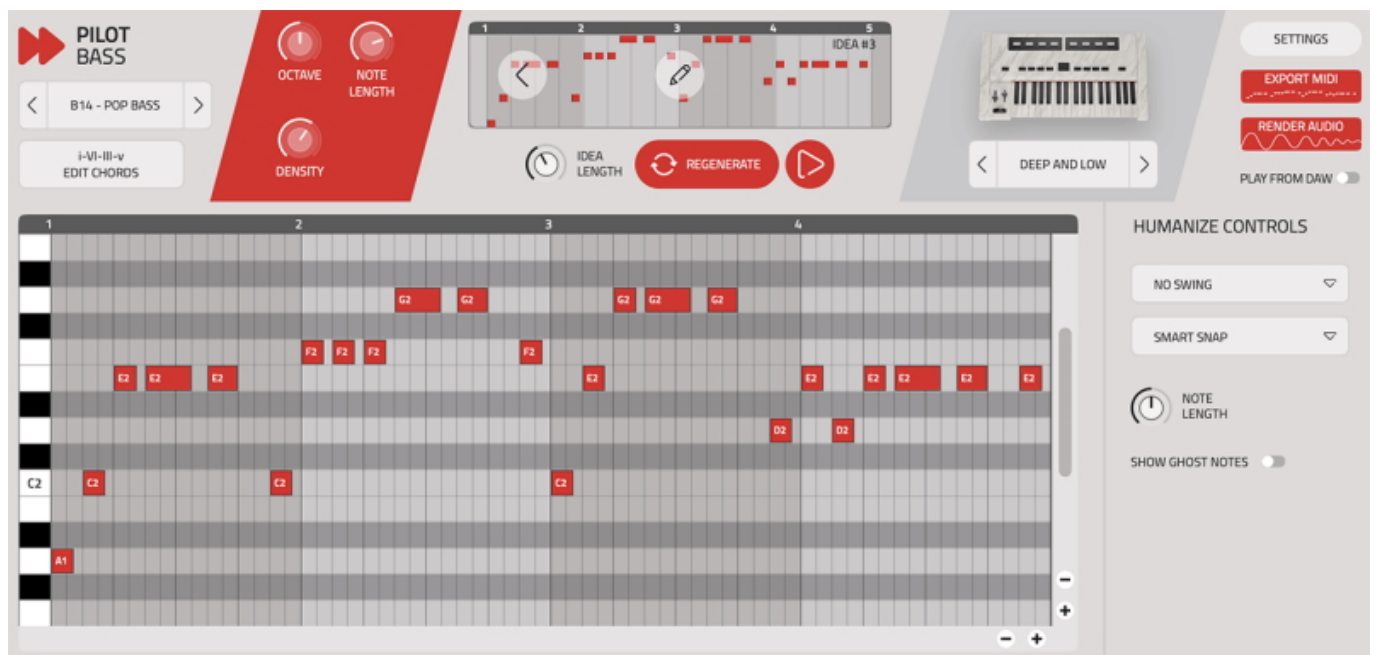 PILOT
BASS
B14 - POP BASS
i-VI-III-v
EDIT CHORDS
OCTAVE
NOTE
LENGTH
DENSITY
1 2 3 4 5
IDEA #3
IDEA
LENGTH
REGENERATE
DEEP AND LOW
SETTINGS
EXPORT MIDI
RENDER AUDIO
PLAY FROM DAW
1 2 3 4
G2 G2 G2 G2 G2
F2 F2 F2 F2
E2 E2 E2 E2 E2 E2 E2 E2 E2
D2 D2
C2 C2 C2 C2
A1
HUMANIZE CONTROLS
NO SWING
SMART SNAP
NOTE
LENGTH
SHOW GHOST NOTES